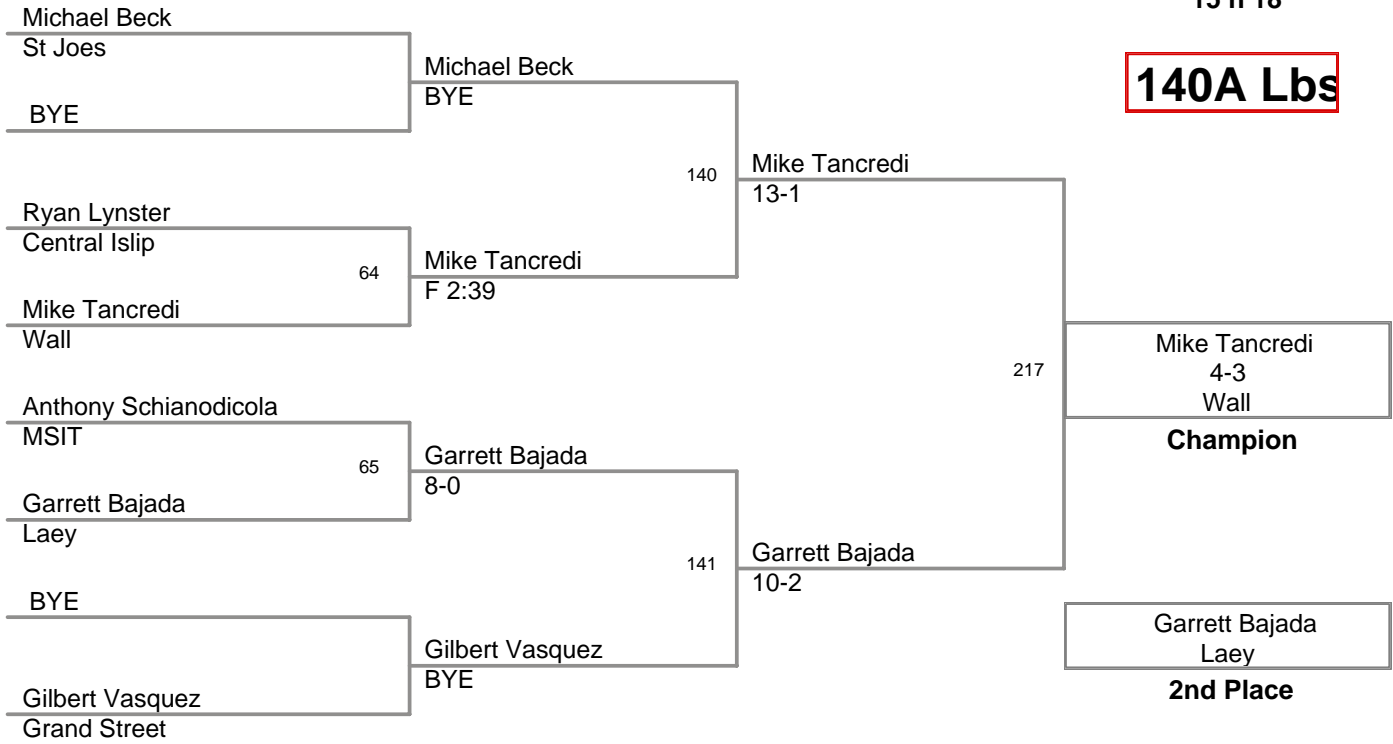 Michael Beck
St Joes
BYE
Ryan Lynster
Central Islip
64
Mike Tancredi
Wall
Anthony Schianodicola
MSIT
65
Garrett Bajada
Laey
BYE
Gilbert Vasquez
Grand Street
Michael Beck
BYE
140
Mike Tancredi
F 2:39
Garrett Bajada
8-0
141
Gilbert Vasquez
BYE
Mike Tancredi
13-1
217
Garrett Bajada
10-2
140A Lbs
Mike Tancredi
4-3
Wall
Champion
Garrett Bajada
Laey
2nd Place